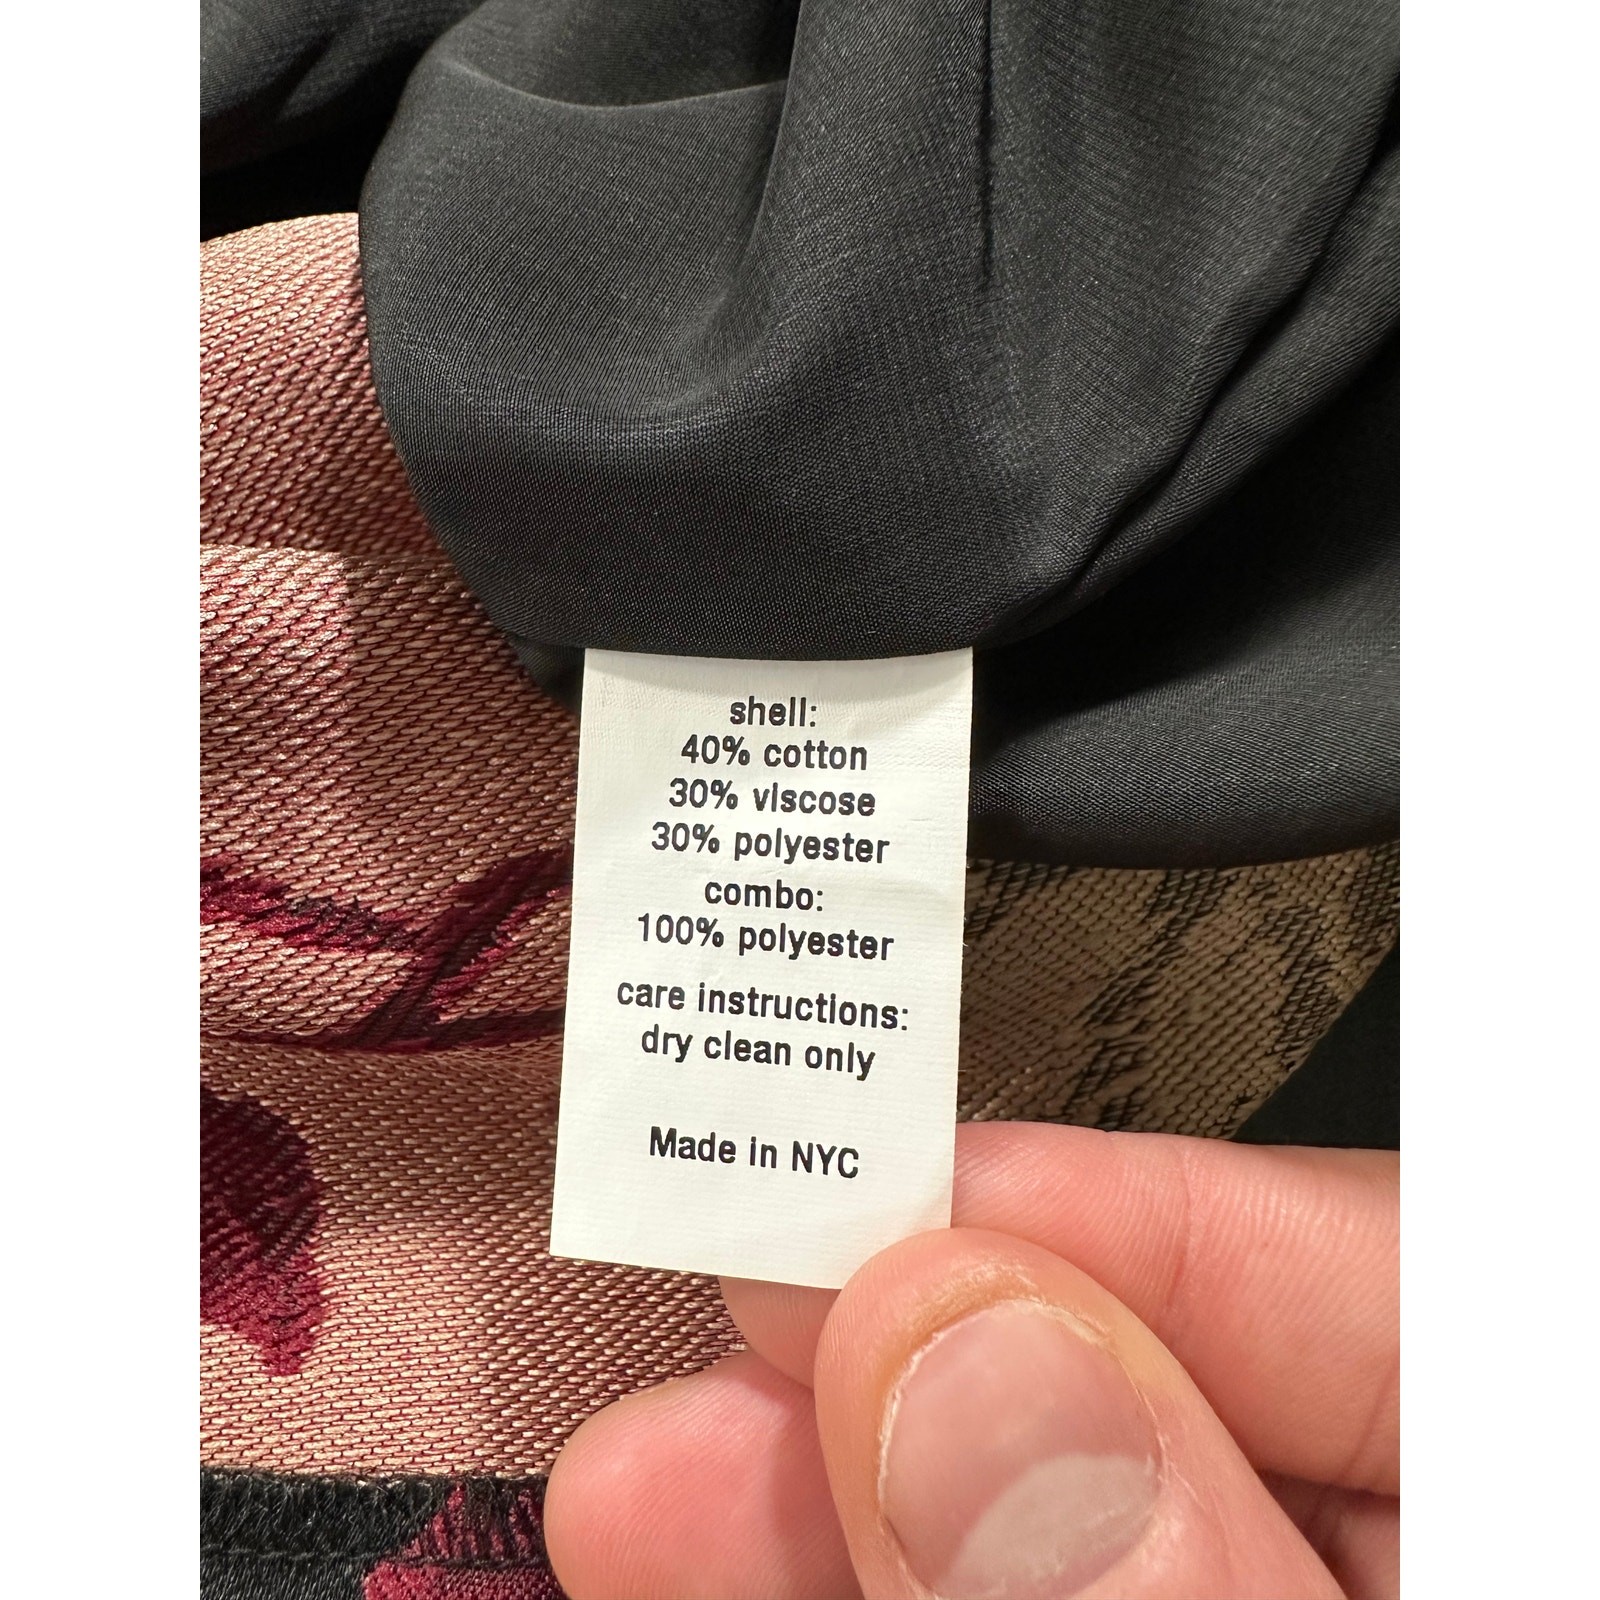 shell:
40% cotton
30% viscose
30% polyester
combo:
100% polyester
care instructions:
dry clean only
Made in NYC